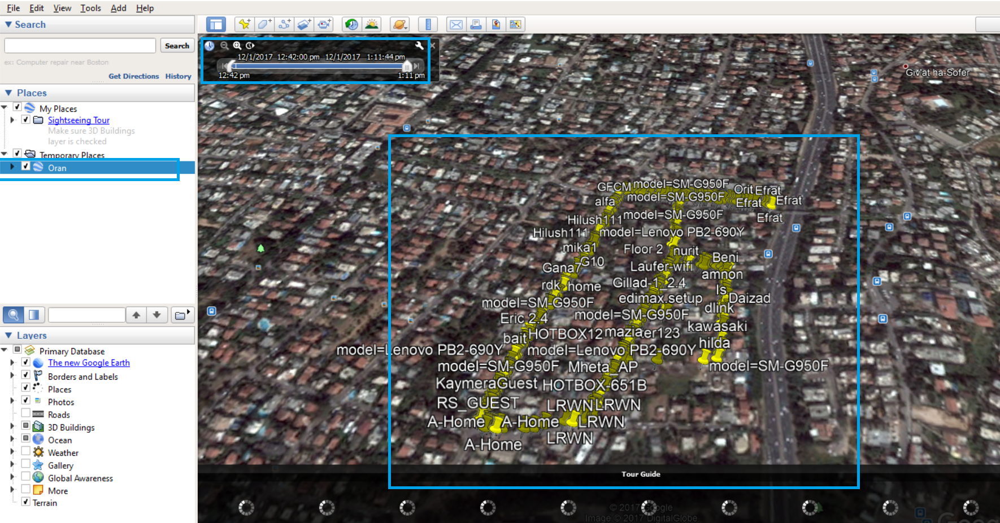 File Edit View Tools Add Help
Search
Search
ex: Computer repair near Boston
Get Directions History
Places
My Places
Sightseeing Tour
Make sure 3D Buildings
layer is checked
Temporary Places
Oran
Layers
Primary Database
The new Google Earth
Borders and Labels
Places
Photos
Roads
3D Buildings
Ocean
Weather
Gallery
Global Awareness
More
Terrain
12/1/2017 12:42:00 pm 12/1/2017 1:11:44 pm
12:42 pm 1:11 pm
Giv'at ha-Sofer
GFCM model=SM-G950F Orit Efrat
alfa model=SM-G950F Efrat Efrat
Hilush111 model=SM-G950F Efrat
Hilush111 model=Lenovo PB2-690Y
mika1 Floor 2 nurit Beni
Gana7 G10 Laufer-wifi amnon
rdk home Gillad-1_2.4 Is
model=SM-G950F edimax.setup Daizad
Eric 2.4 model=SM-G950F dlink
bait HOTBOX12 maziaer123 kawasaki
model=Lenovo PB2-690Y model=Lenovo PB2-690Y hilda
model=SM-G950F Mheta_AP model=SM-G950F
KaymeraGuest HOTBOX-651B
RS_GUEST LRWN LRWN
A-Home A-Home LRWN
A-Home LRWN
Tour Guide
© 2017 Google
Image © 2017 DigitalGlobe